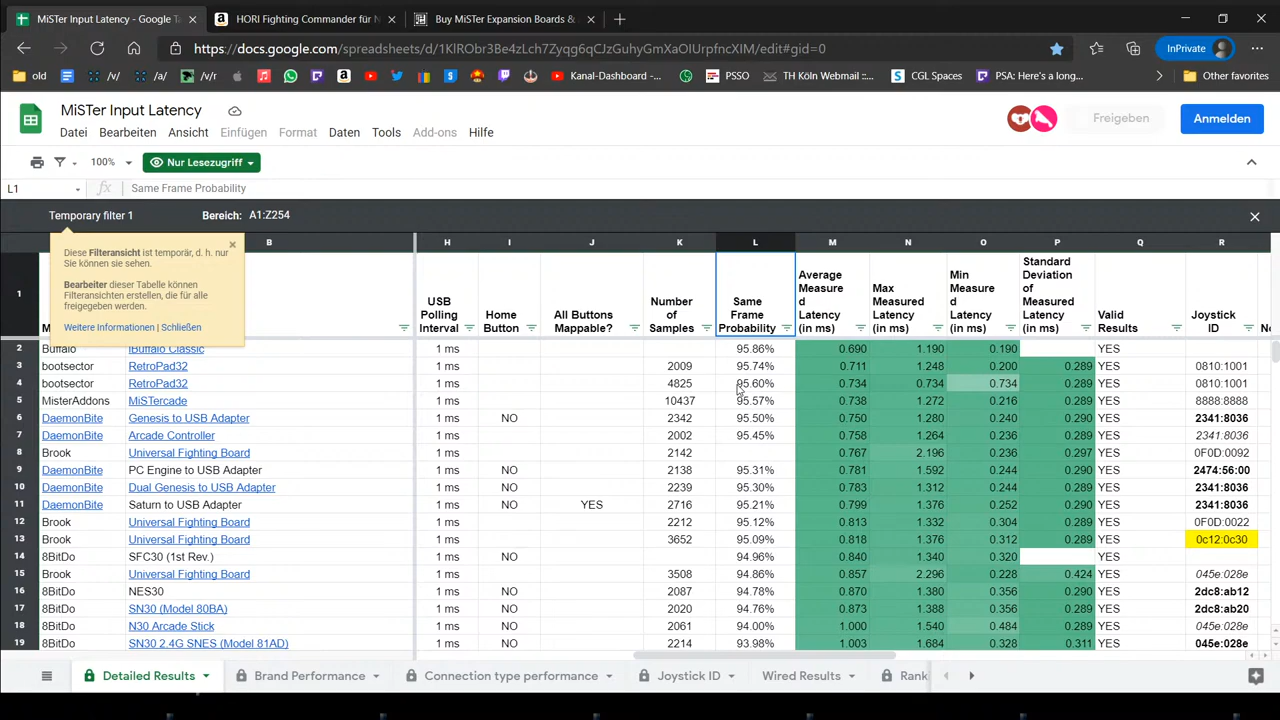 MiSTer Input Latency - Google Ta
HORI Fighting Commander für N
Buy MiSTer Expansion Boards &
https://docs.google.com/spreadsheets/d/1KlRObr3Be4zLch7Zyqg6qCJzGuhyGmXaOIUrpfncXIM/edit#gid=0
InPrivate
old
/v/
/a/
/v/r
Kanal-Dashboard -...
PSSO
TH Köln Webmail ::...
CGL Spaces
PSA: Here's a long...
Other favorites
MiSTer Input Latency
Datei Bearbeiten Ansicht Einfügen Format Daten Tools Add-ons Hilfe
Freigeben
Anmelden
100%
Nur Lesezugriff
L1
fx
Same Frame Probability
Temporary filter 1
Bereich: A1:Z254
Diese Filteransicht ist temporär, d. h. nur
Sie können sie sehen.
Bearbeiter dieser Tabelle können
Filteransichten erstellen, die für alle
freigegeben werden.
Weitere Informationen | Schließen
B H I J K L M N O P Q R
1
M
USB
Polling
Interval
Home
Button
All Buttons
Mappable?
Number
of
Samples
Same
Frame
Probability
Average
Measure
d
Latency
(in ms)
Max
Measured
Latency
(in ms)
Min
Measure
d
Latency
(in ms)
Standard
Deviation
of
Measured
Latency
(in ms)
Valid
Results
Joystick
ID
No
2 Buffalo iBuffalo Classic 1 ms 95.86% 0.690 1.190 0.190 YES
3 bootsector RetroPad32 1 ms 2009 95.74% 0.711 1.248 0.200 0.289 YES 0810:1001
4 bootsector RetroPad32 1 ms 4825 95.60% 0.734 0.734 0.734 0.289 YES 0810:1001
5 MisterAddons MiSTercade 1 ms 10437 95.57% 0.738 1.272 0.216 0.289 YES 8888:8888
6 DaemonBite Genesis to USB Adapter 1 ms NO 2342 95.50% 0.750 1.280 0.240 0.290 YES 2341:8036
7 DaemonBite Arcade Controller 1 ms 2002 95.45% 0.758 1.264 0.236 0.289 YES 2341:8036
8 Brook Universal Fighting Board 1 ms 2142 0.767 2.196 0.236 0.297 YES 0F0D:0092
9 DaemonBite PC Engine to USB Adapter 1 ms NO 2138 95.31% 0.781 1.592 0.244 0.290 YES 2474:56:00
10 DaemonBite Dual Genesis to USB Adapter 1 ms NO 2239 95.30% 0.783 1.312 0.244 0.289 YES 2341:8036
11 DaemonBite Saturn to USB Adapter 1 ms NO YES 2716 95.21% 0.799 1.376 0.252 0.290 YES 2341:8036
12 Brook Universal Fighting Board 1 ms 2212 95.12% 0.813 1.332 0.304 0.289 YES 0F0D:0022
13 Brook Universal Fighting Board 1 ms 3652 95.09% 0.818 1.376 0.312 0.289 YES 0c12:0c30
14 8BitDo SFC30 (1st Rev.) 1 ms NO 94.96% 0.840 1.340 0.320 YES
15 Brook Universal Fighting Board 1 ms 3508 94.86% 0.857 2.296 0.228 0.424 YES 045e:028e
16 8BitDo NES30 1 ms NO 2087 94.78% 0.870 1.380 0.356 0.290 YES 2dc8:ab12
17 8BitDo SN30 (Model 80BA) 1 ms NO 2020 94.76% 0.873 1.388 0.356 0.289 YES 2dc8:ab20
18 8BitDo N30 Arcade Stick 1 ms NO 2061 94.00% 1.000 1.540 0.484 0.289 YES 045e:028e
19 8BitDo SN30 2.4G SNES (Model 81AD) 1 ms NO 2214 93.98% 1.003 1.684 0.328 0.311 YES 045e:028e
Detailed Results
Brand Performance
Connection type performance
Joystick ID
Wired Results
Rank